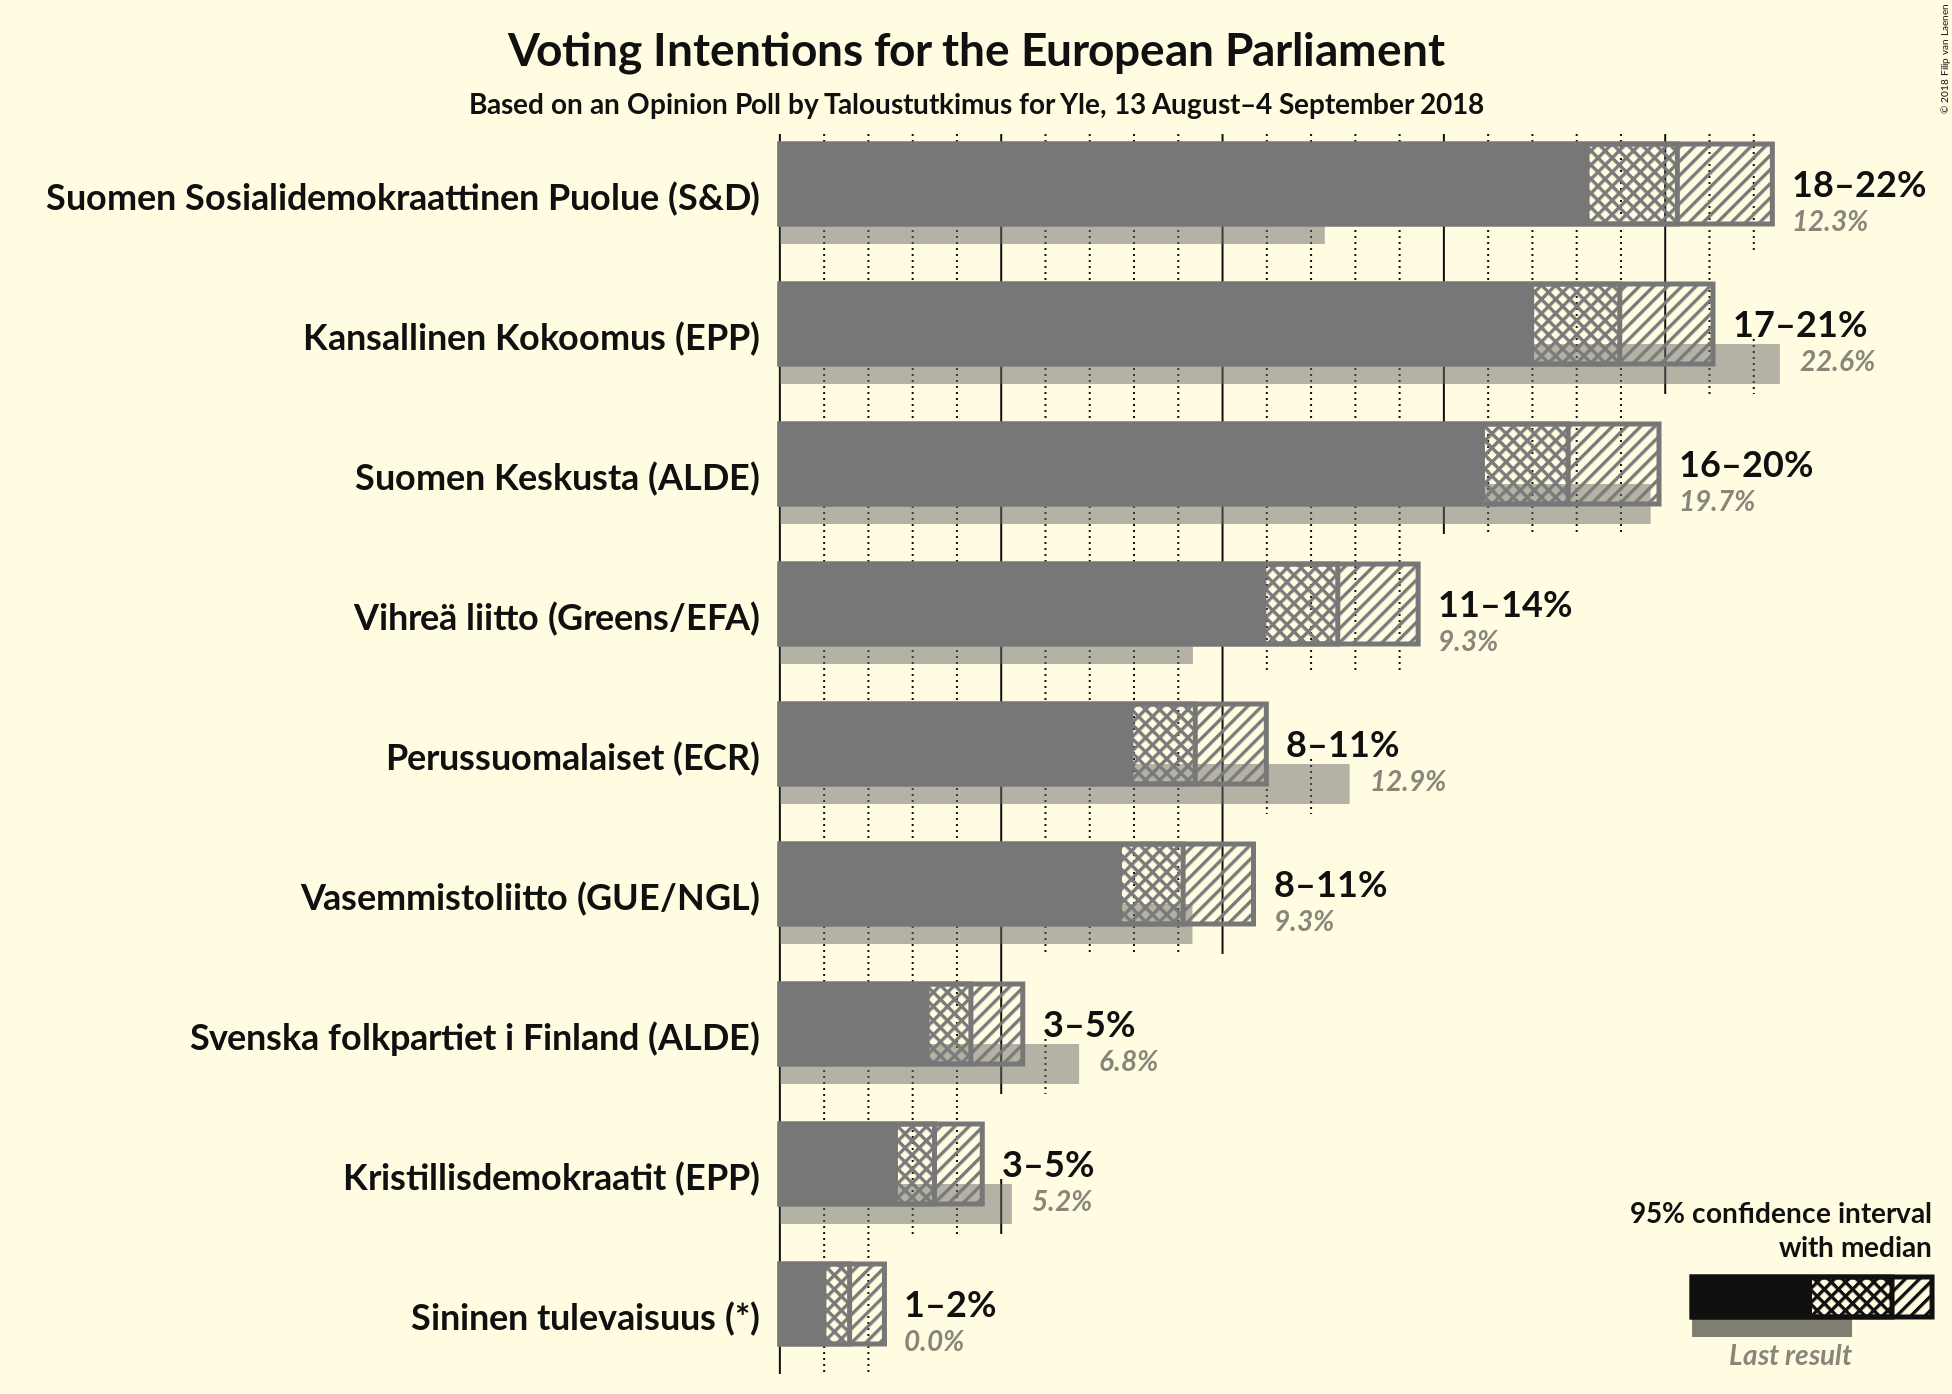 Voting Intentions for the European Parliament
Based on an Opinion Poll by Taloustutkimus for Yle, 13 August–4 September 2018
© 2018 Filip van Laenen
Suomen Sosialidemokraattinen Puolue (S&D)
18–22%
12.3%
Kansallinen Kokoomus (EPP)
17–21%
22.6%
Suomen Keskusta (ALDE)
16–20%
19.7%
Vihreä liitto (Greens/EFA)
11–14%
9.3%
Perussuomalaiset (ECR)
8–11%
12.9%
Vasemmistoliitto (GUE/NGL)
8–11%
9.3%
Svenska folkpartiet i Finland (ALDE)
3–5%
6.8%
Kristillisdemokraatit (EPP)
3–5%
5.2%
Sininen tulevaisuus (*)
1–2%
0.0%
95% confidence interval
with median
Last result